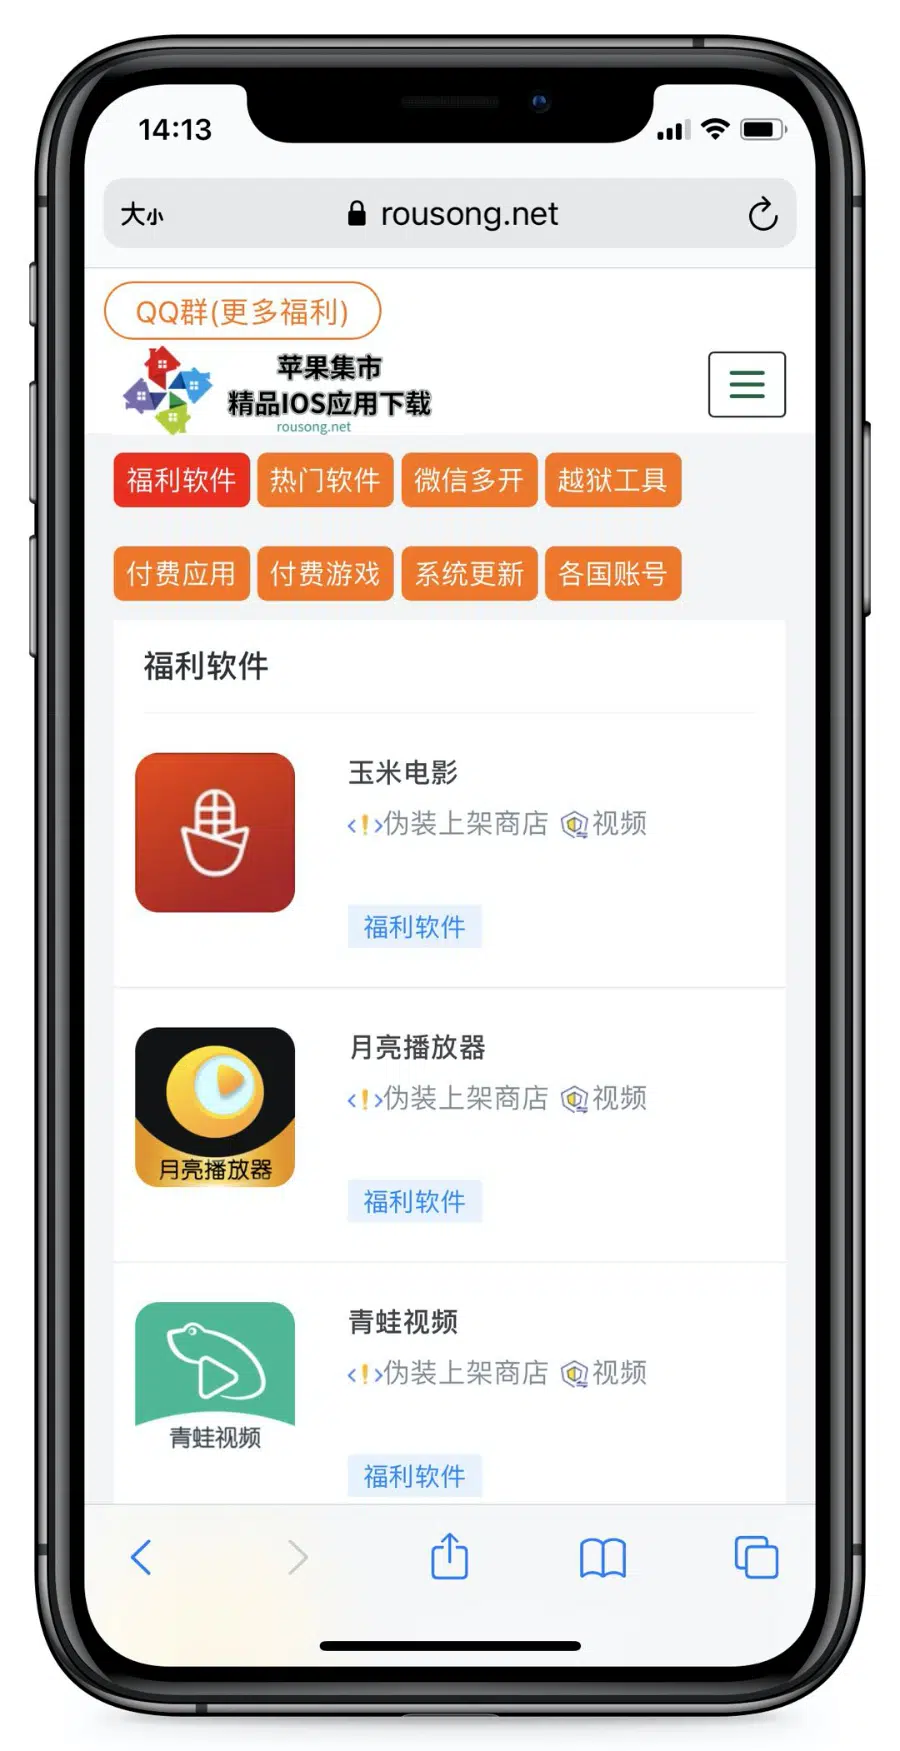 14:13
大小 rousong.net
QQ群(更多福利)
苹果集市
精品IOS应用下载
rousong.net
福利软件 热门软件 微信多开 越狱工具
付费应用 付费游戏 系统更新 各国账号
福利软件
玉米电影
<!>伪装上架商店 视频
福利软件
月亮播放器
<!>伪装上架商店 视频
月亮播放器
福利软件
青蛙视频
<!>伪装上架商店 视频
青蛙视频
福利软件